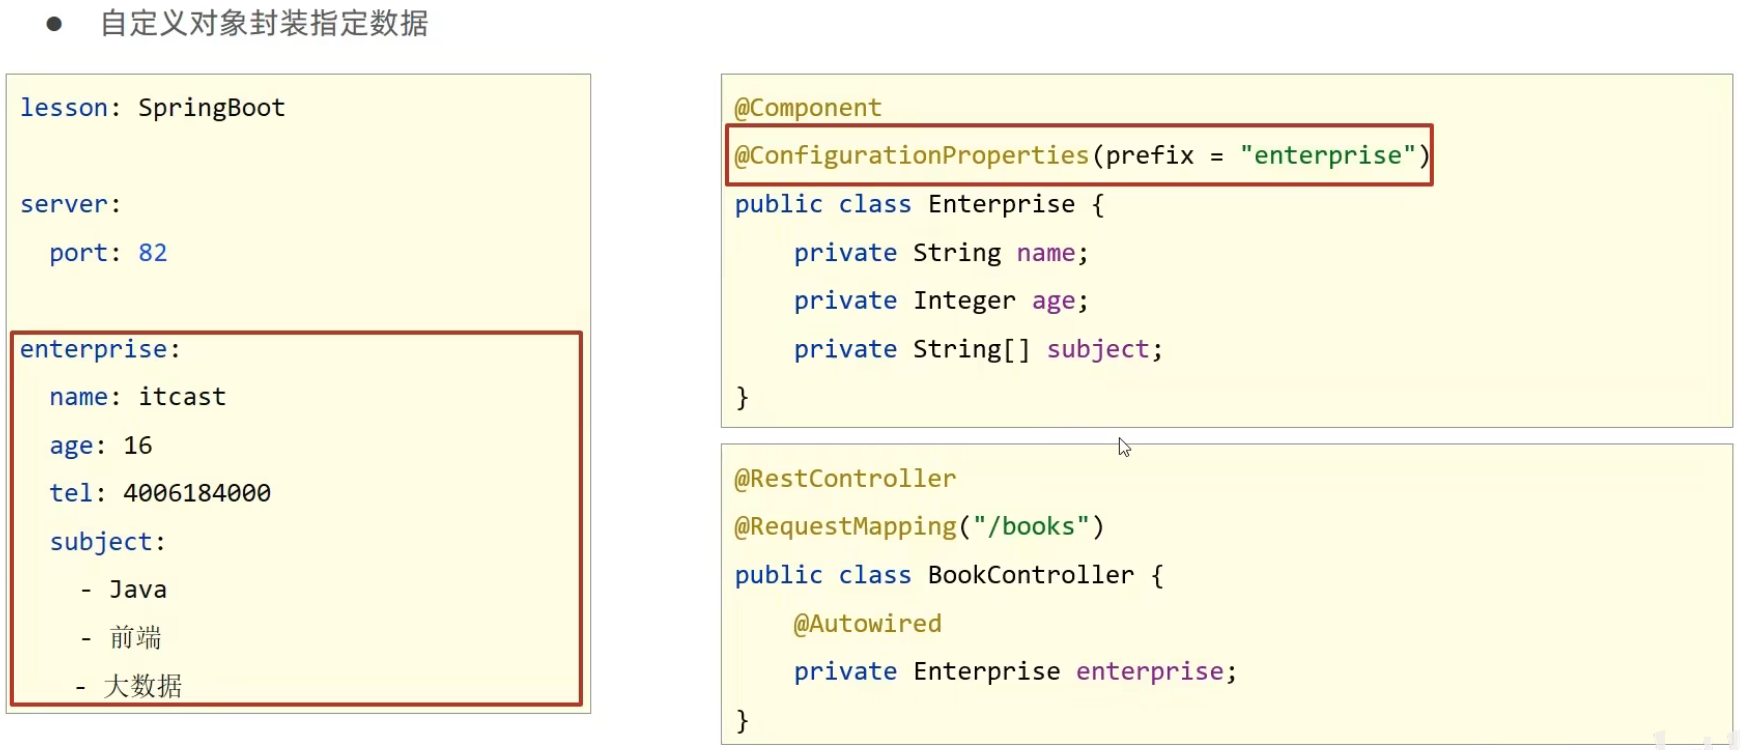 ● 自定义对象封装指定数据
lesson: SpringBoot
server:
  port: 82
enterprise:
  name: itcast
  age: 16
  tel: 4006184000
  subject:
    - Java
    - 前端
    - 大数据
@Component
@ConfigurationProperties(prefix = "enterprise")
public class Enterprise {
    private String name;
    private Integer age;
    private String[] subject;
}
@RestController
@RequestMapping("/books")
public class BookController {
    @Autowired
    private Enterprise enterprise;
}